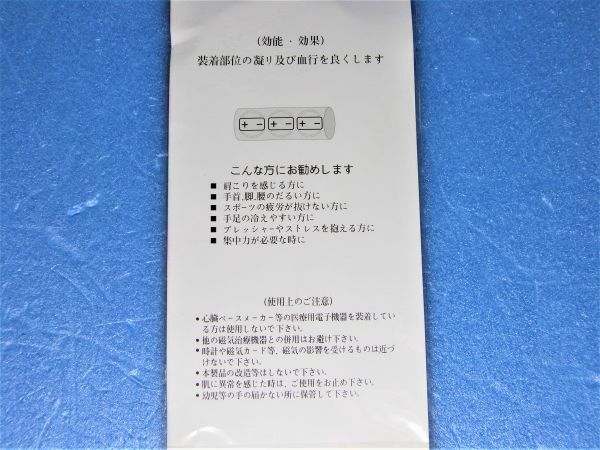 (効能・効果)
装着部位の凝り及び血行を良くします
+ - + - + -
こんな方にお勧めします
■ 肩こりを感じる方に
■ 手首,脚,腰のだるい方に
■ スポーツの疲労が抜けない方に
■ 手足の冷えやすい方に
■ プレッシャーやストレスを抱える方に
■ 集中力が必要な時に
(使用上のご注意)
●心臓ペースメーカー等の医療用電子機器を装着してい
る方は使用しないで下さい。
●他の磁気治療機器との併用はお避け下さい。
●時計や磁気カード等、磁気の影響を受けるものは近づ
けないで下さい。
●本製品の改造等はしないで下さい。
●肌に異常を感じた時は、ご使用をお止め下さい。
●幼児等の手の届かない所に保管して下さい。